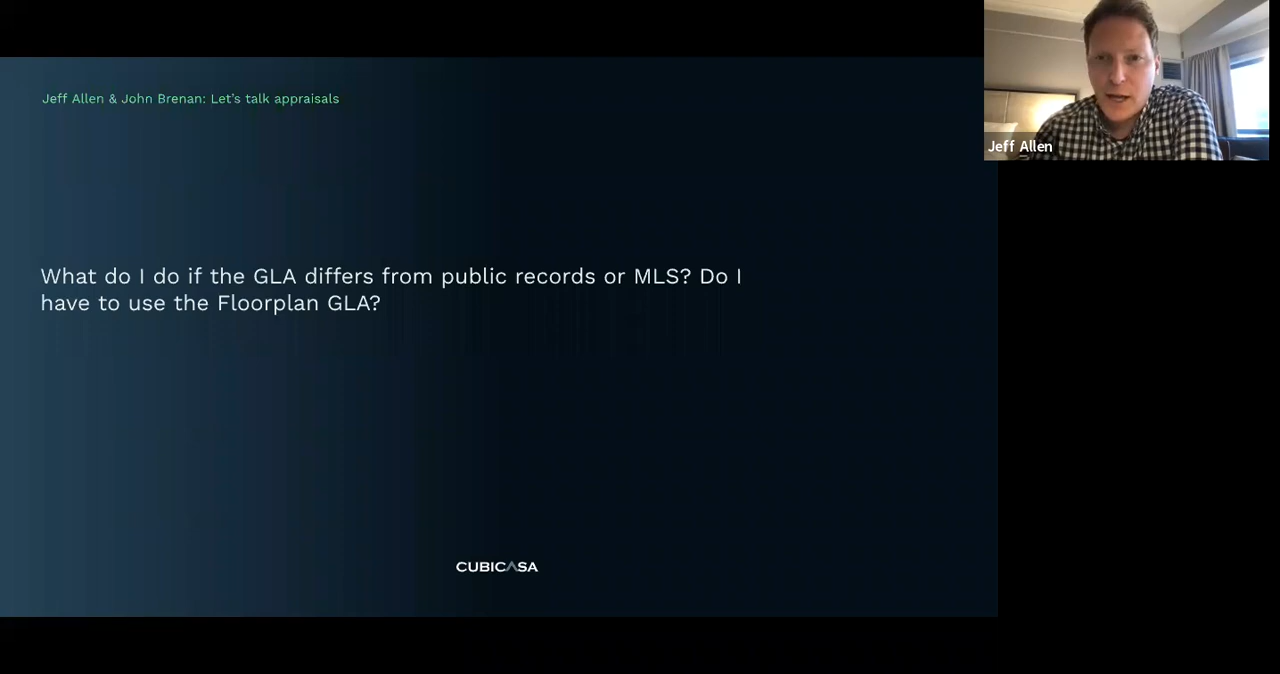 Jeff Allen & John Brenan: Let's talk appraisals
Jeff Allen
What do I do if the GLA differs from public records or MLS? Do I
have to use the Floorplan GLA?
CUBICASA